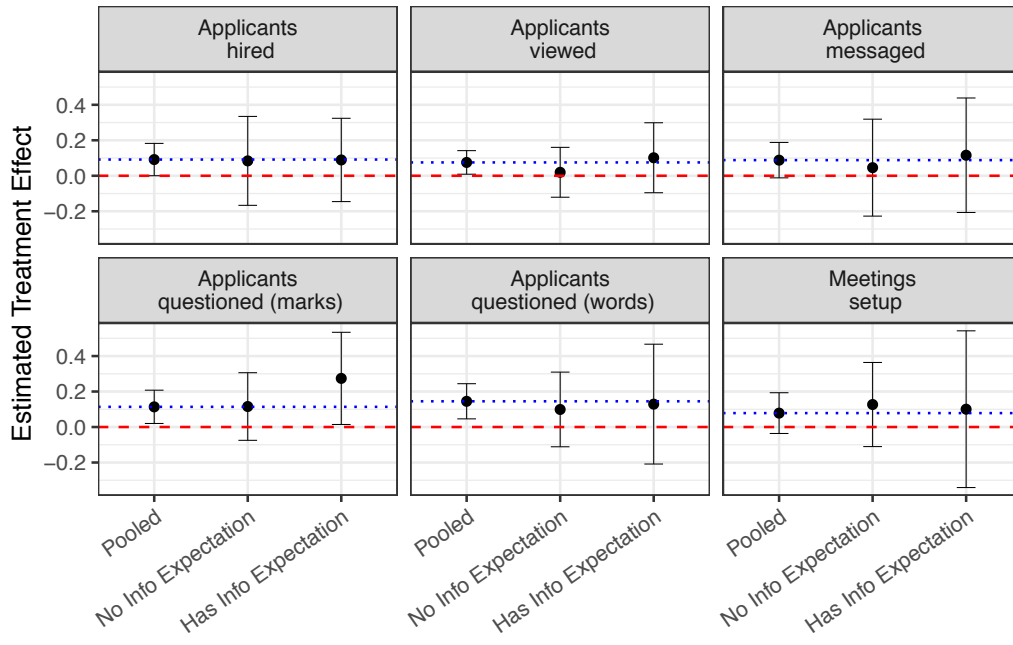 Applicants
hired
Applicants
viewed
Applicants
messaged
Estimated Treatment Effect
0.4
0.2
0.0
−0.2
Applicants
questioned (marks)
Applicants
questioned (words)
Meetings
setup
0.4
0.2
0.0
−0.2
Pooled
No Info Expectation
Has Info Expectation
Pooled
No Info Expectation
Has Info Expectation
Pooled
No Info Expectation
Has Info Expectation